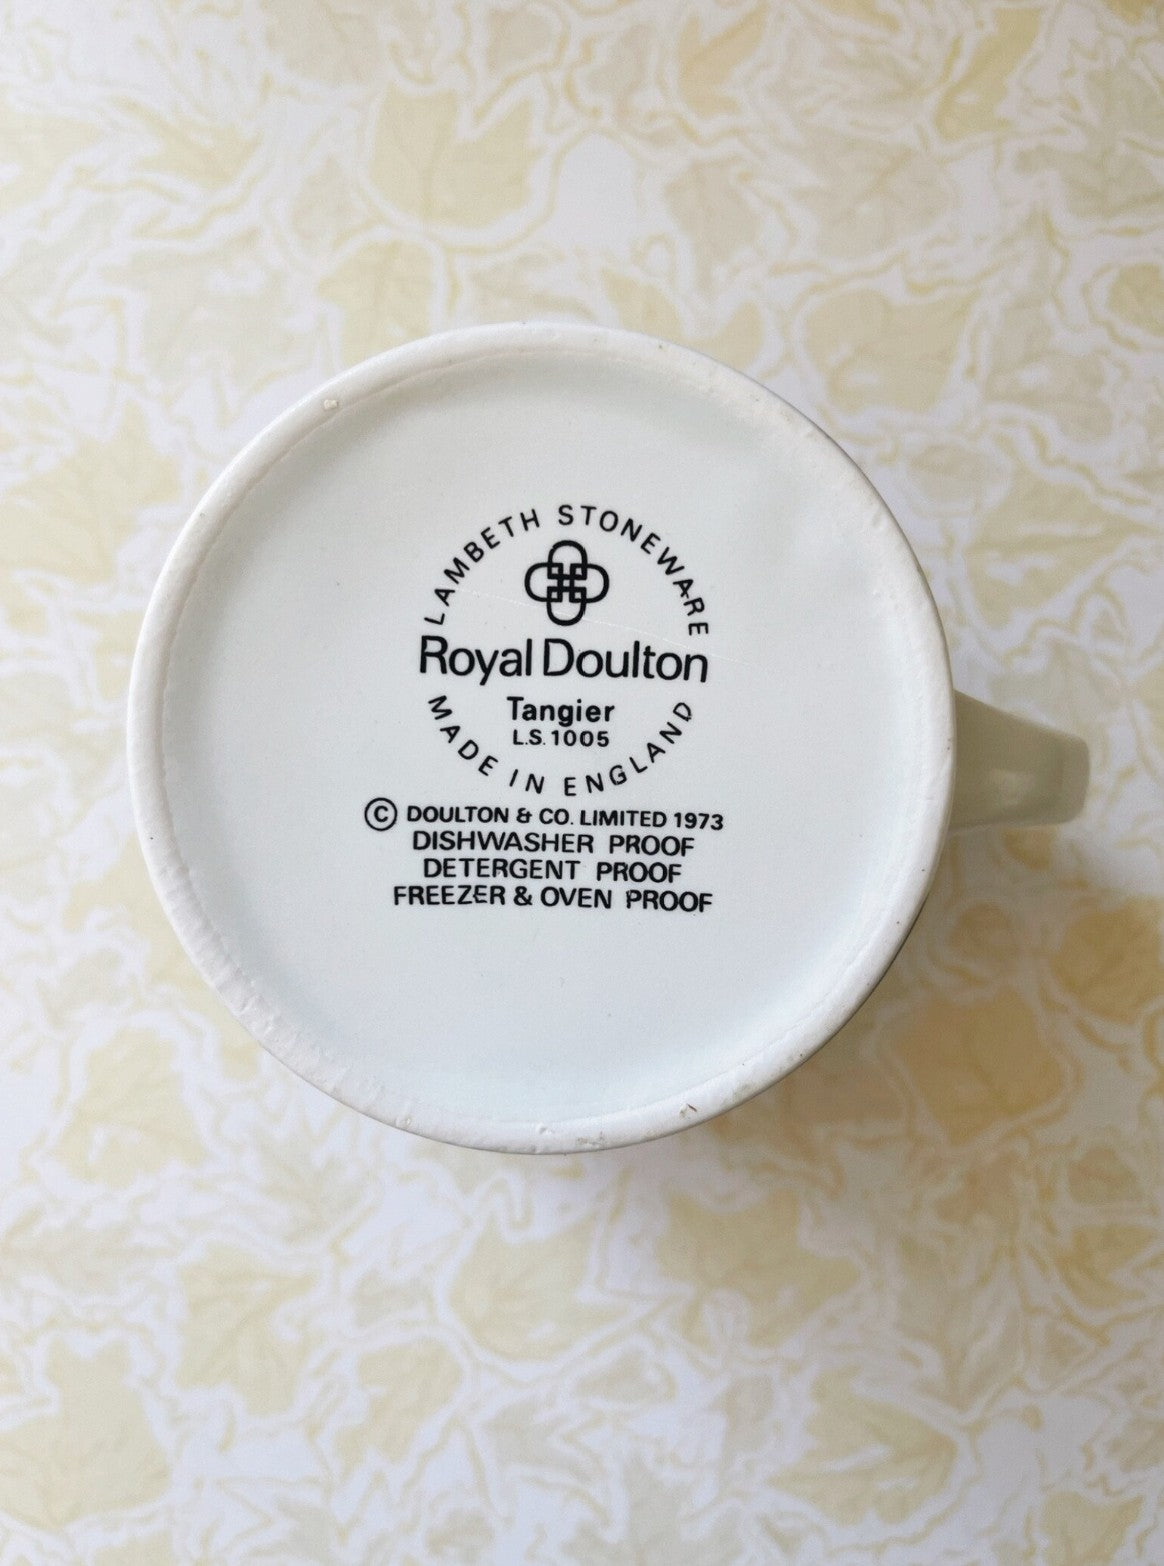 LAMBETH STONEWARE
Royal Doulton
Tangier
L.S. 1005
MADE IN ENGLAND
© DOULTON & CO. LIMITED 1973
DISHWASHER PROOF
DETERGENT PROOF
FREEZER & OVEN PROOF